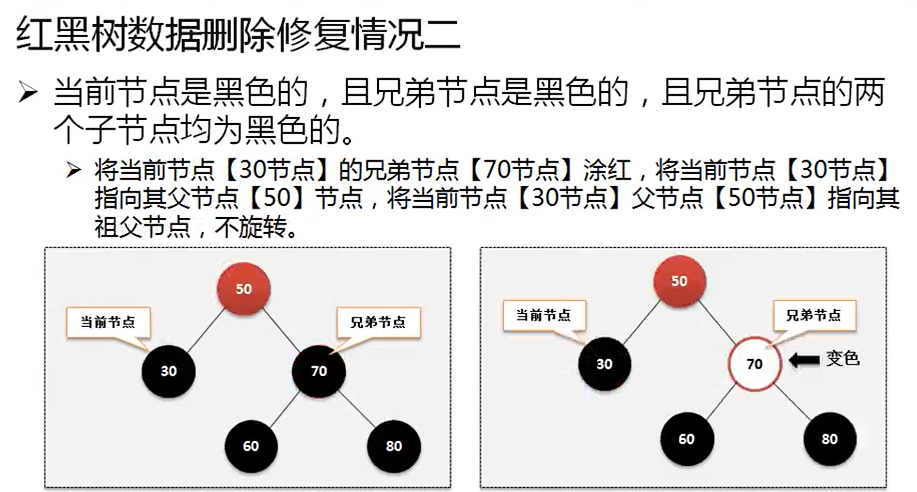 红黑树数据删除修复情况二
➢ 当前节点是黑色的，且兄弟节点是黑色的，且兄弟节点的两
个子节点均为黑色的。
➢ 将当前节点【30节点】的兄弟节点【70节点】涂红，将当前节点【30节点】
指向其父节点【50】节点，将当前节点【30节点】父节点【50节点】指向其
祖父节点，不旋转。
50
当前节点
兄弟节点
30
70
60
80
50
当前节点
兄弟节点
30
70
变色
60
80